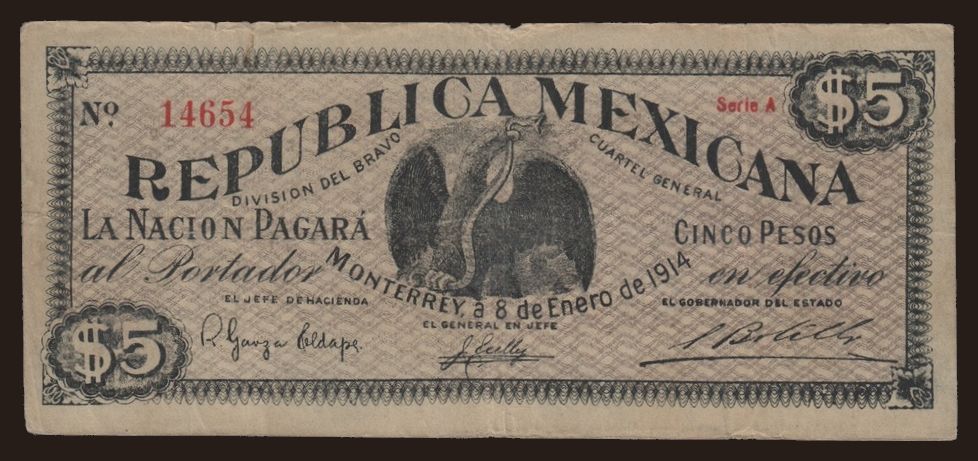 Nº 14654
Serie A
$5
REPUBLICA MEXICANA
DIVISION DEL BRAVO
CUARTEL GENERAL
LA NACION PAGARÁ
CINCO PESOS
al Portador
en efectivo
MONTERREY, á 8 de Enero de 1914
EL JEFE DE HACIENDA
EL GENERAL EN JEFE
EL GOBERNADOR DEL ESTADO
R. Garza
$5